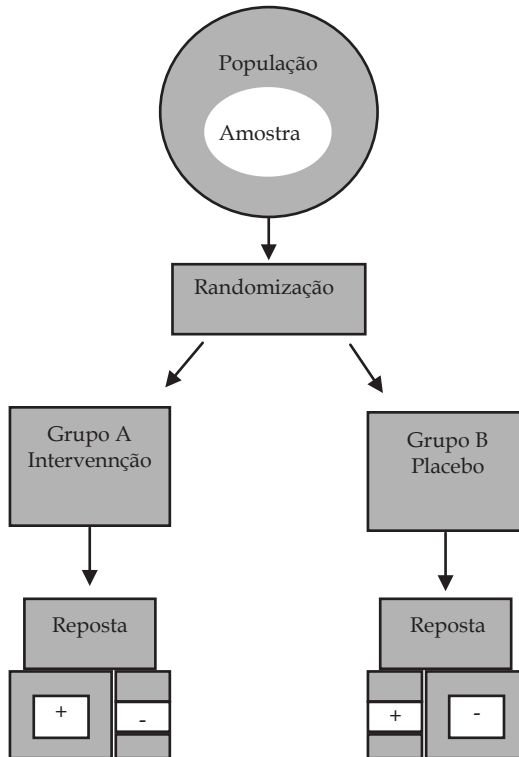 População
Amostra
Randomização
Grupo A
Intervennção
Grupo B
Placebo
Reposta
Reposta
+
-
+
-